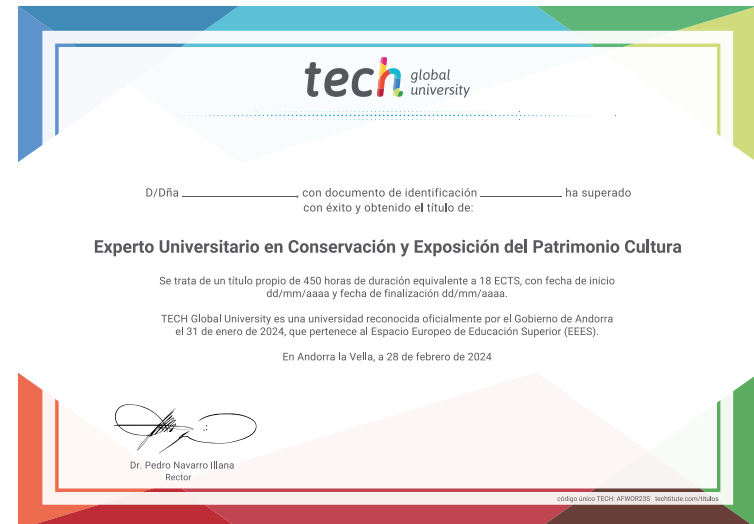 tech global university
D/Dña ____________________, con documento de identificación ______________ ha superado
con éxito y obtenido el título de:
Experto Universitario en Conservación y Exposición del Patrimonio Cultura
Se trata de un título propio de 450 horas de duración equivalente a 18 ECTS, con fecha de inicio
dd/mm/aaaa y fecha de finalización dd/mm/aaaa.
TECH Global University es una universidad reconocida oficialmente por el Gobierno de Andorra
el 31 de enero de 2024, que pertenece al Espacio Europeo de Educación Superior (EEES).
En Andorra la Vella, a 28 de febrero de 2024
Dr. Pedro Navarro Illana
Rector
código único TECH: AFWOR23S techtitute.com/titulos